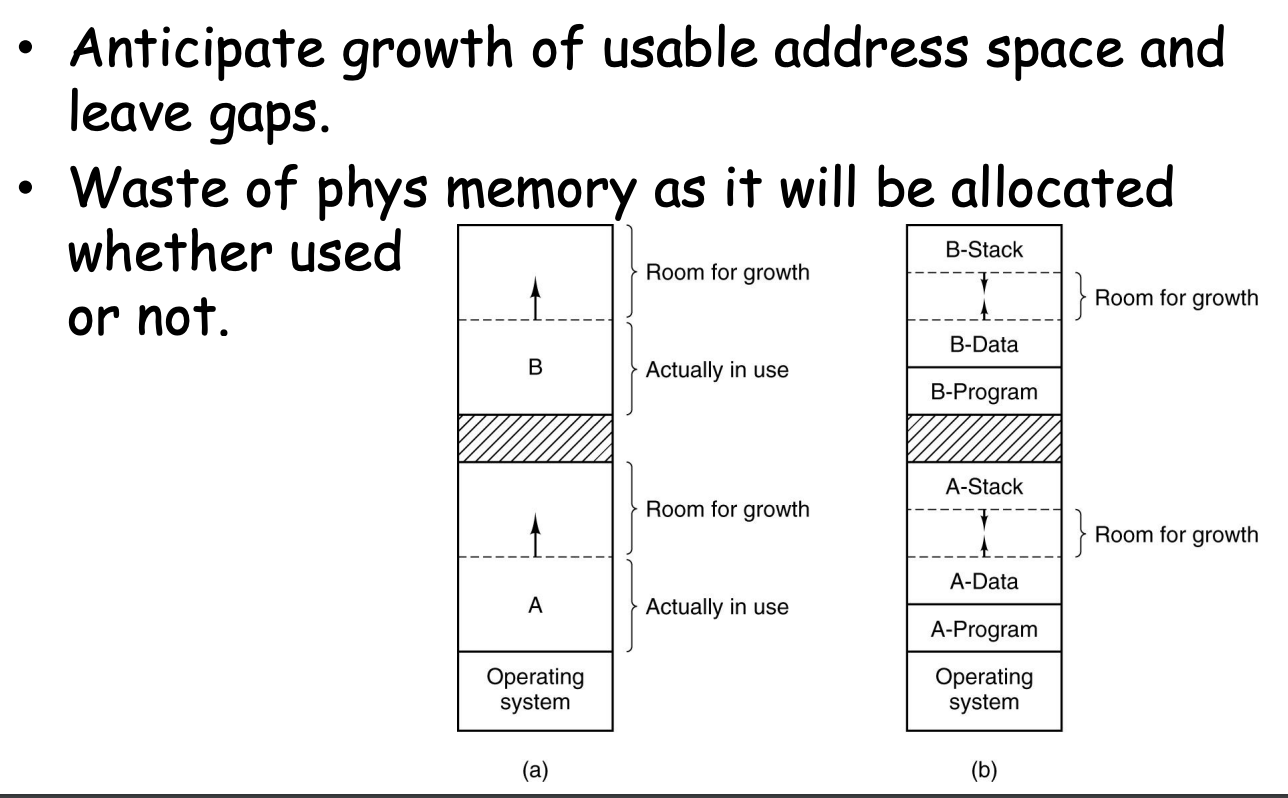 • Anticipate growth of usable address space and
leave gaps.
• Waste of phys memory as it will be allocated
whether used
or not.
Room for growth
B
Actually in use
Room for growth
A
Actually in use
Operating
system
(a)
B-Stack
Room for growth
B-Data
B-Program
A-Stack
Room for growth
A-Data
A-Program
Operating
system
(b)